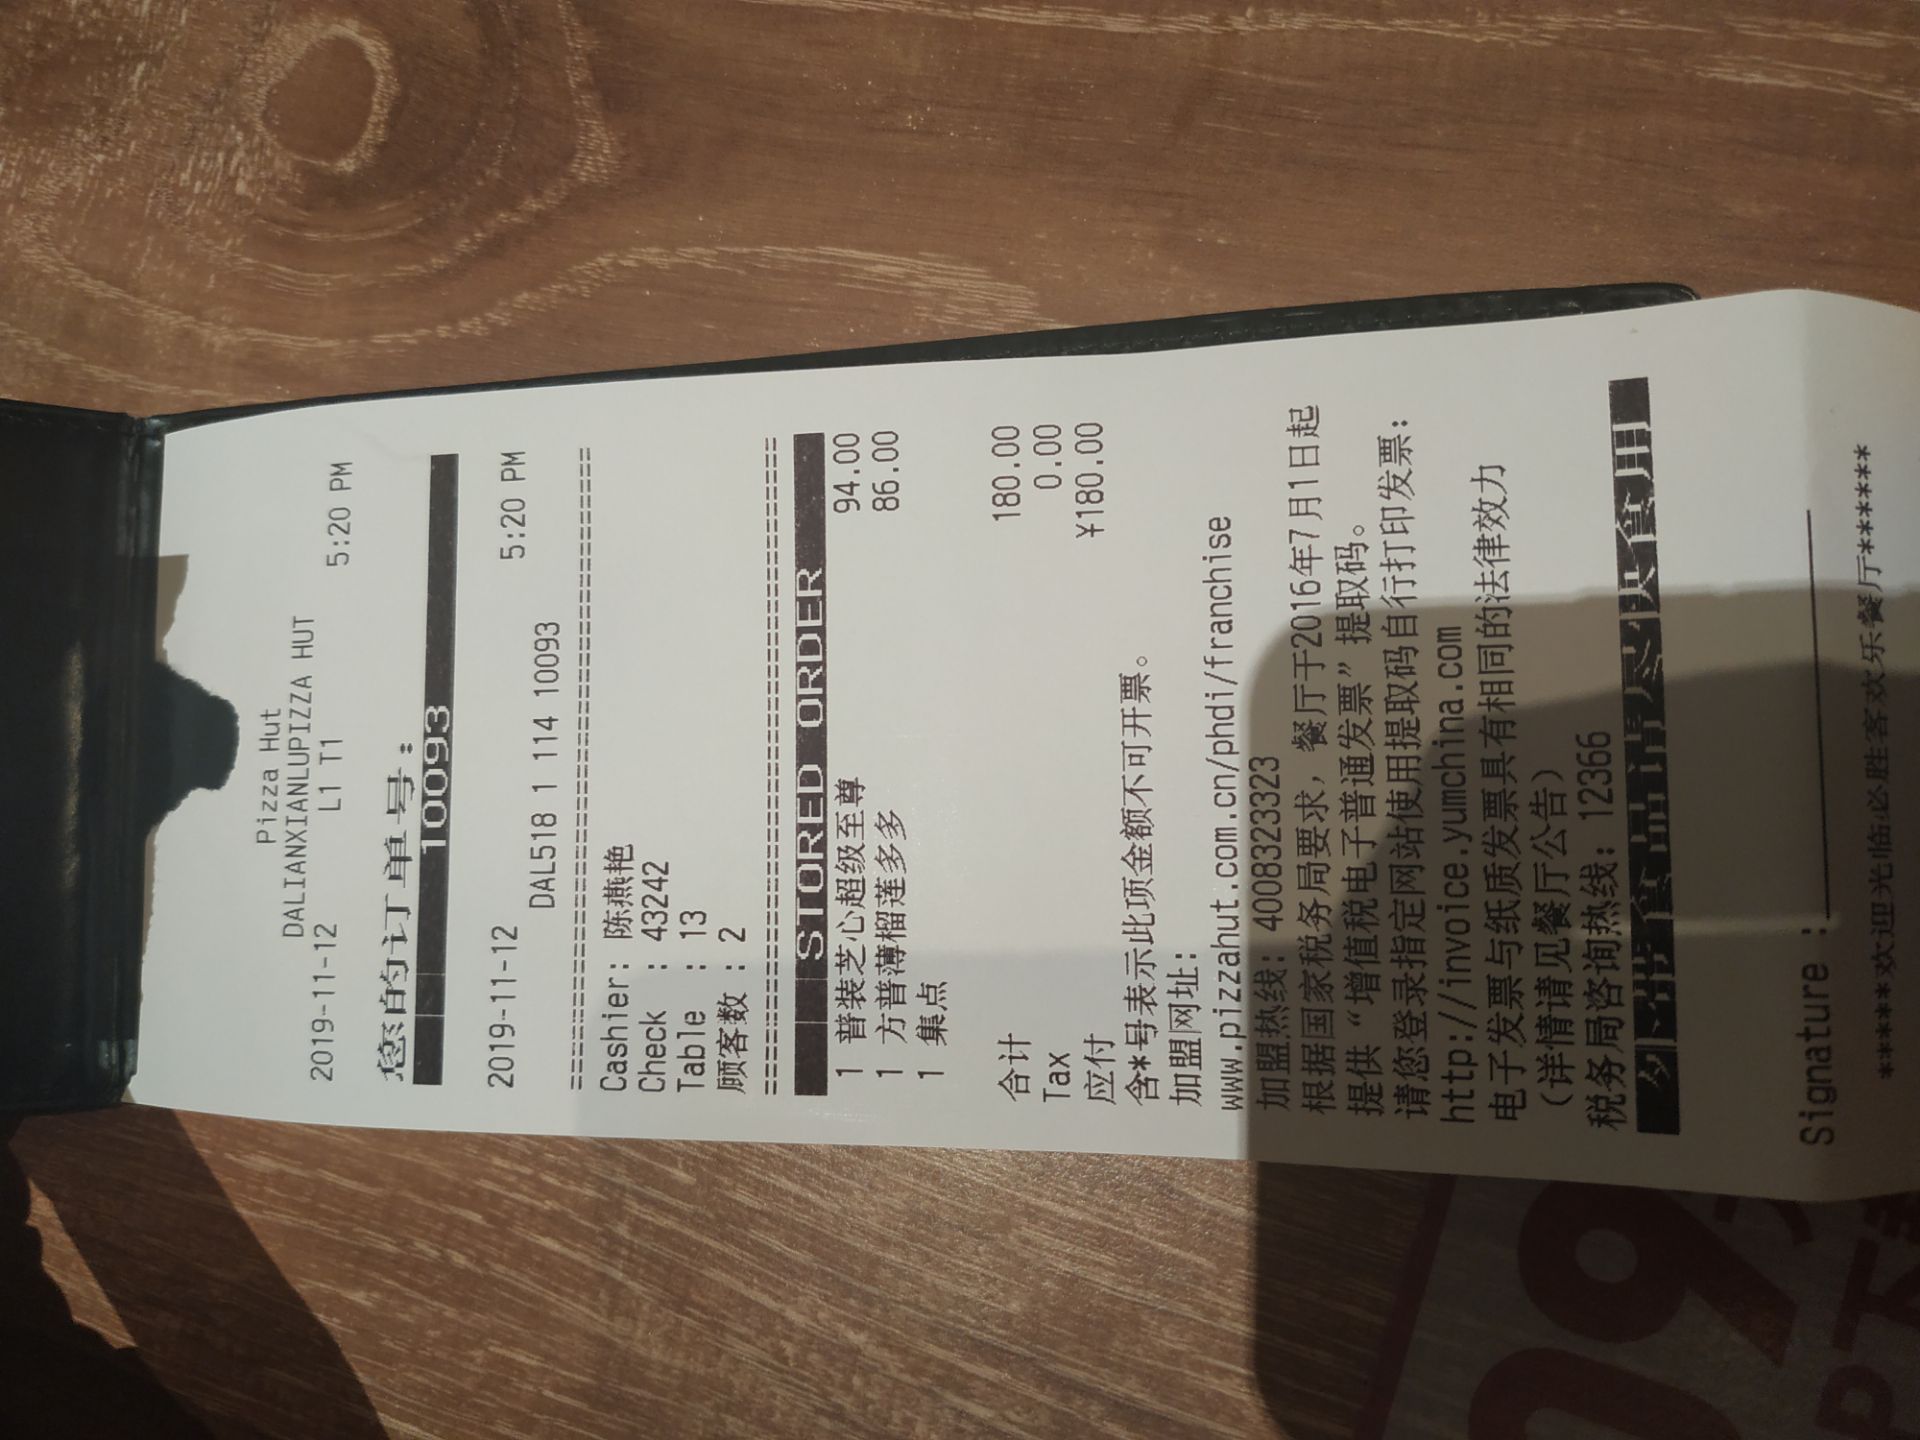 Pizza Hut
DALIANXIANLUPIZZA HUT
2019-11-12 L1 T1 5:20 PM
您的订单号:
10093
2019-11-12 5:20 PM
DAL518 1 114 10093
==========================================
Cashier: 陈燕艳
Check : 43242
Table : 13
顾客数 : 2
==========================================
STORED ORDER
1 普装芝心超级至尊 94.00
1 方普薄榴莲多多 86.00
1 集点
合计 180.00
Tax 0.00
应付 ¥180.00
含*号表示此项金额不可开票。
加盟网址:
www.pizzahut.com.cn/phdi/franchise
加盟热线: 4008323323
根据国家税务局要求, 餐厅于2016年7月1日起
提供“增值税电子普通发票”提取码。
请您登录指定网站使用提取码自行打印发票:
http://invoice.yumchina.com
电子发票与纸质发票具有相同的法律效力
(详情请见餐厅公告)
税务局咨询热线: 12366
外带食品请尽快食用
Signature :
******欢迎光临必胜客欢乐餐厅******